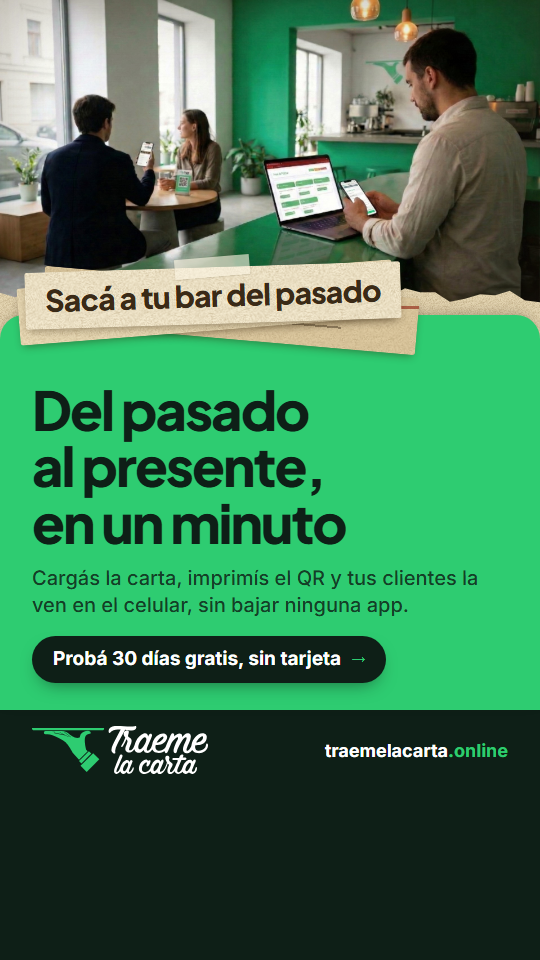 Sacá a tu bar del pasado
Del pasado
al presente,
en un minuto
Cargás la carta, imprimís el QR y tus clientes la
ven en el celular, sin bajar ninguna app.
Probá 30 días gratis, sin tarjeta →
Traeme
la carta
traemelacarta.online